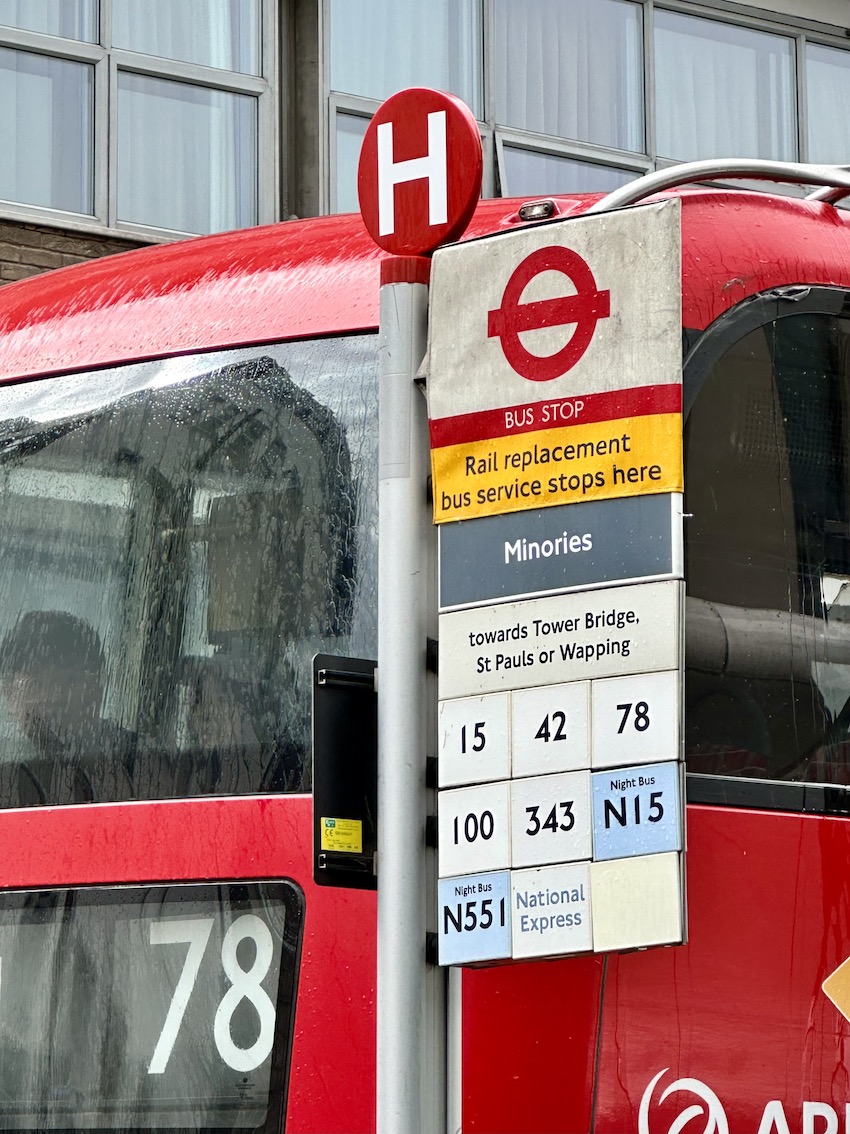 H
BUS STOP
Rail replacement
bus service stops here
Minories
towards Tower Bridge,
St Pauls or Wapping
15
42
78
100
343
Night Bus
N15
Night Bus
N551
National
Express
78